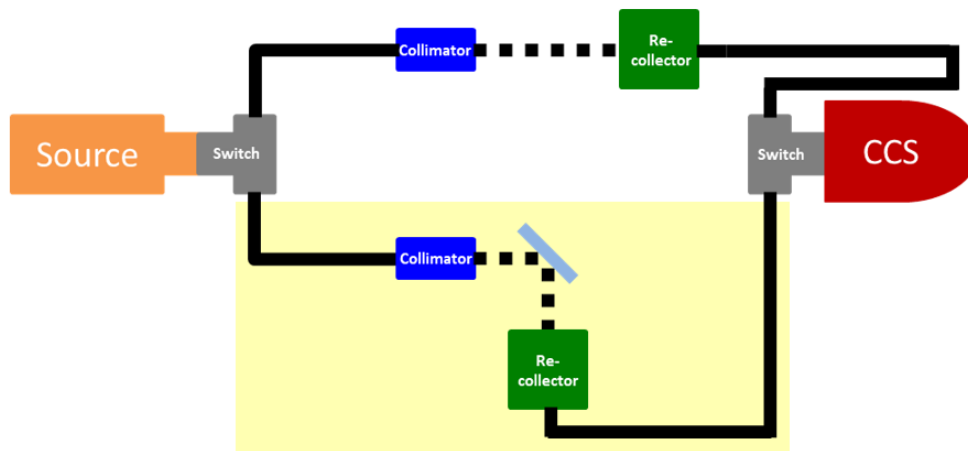 Collimator
Re-
collector
Source
Switch
Switch
CCS
Collimator
Re-
collector